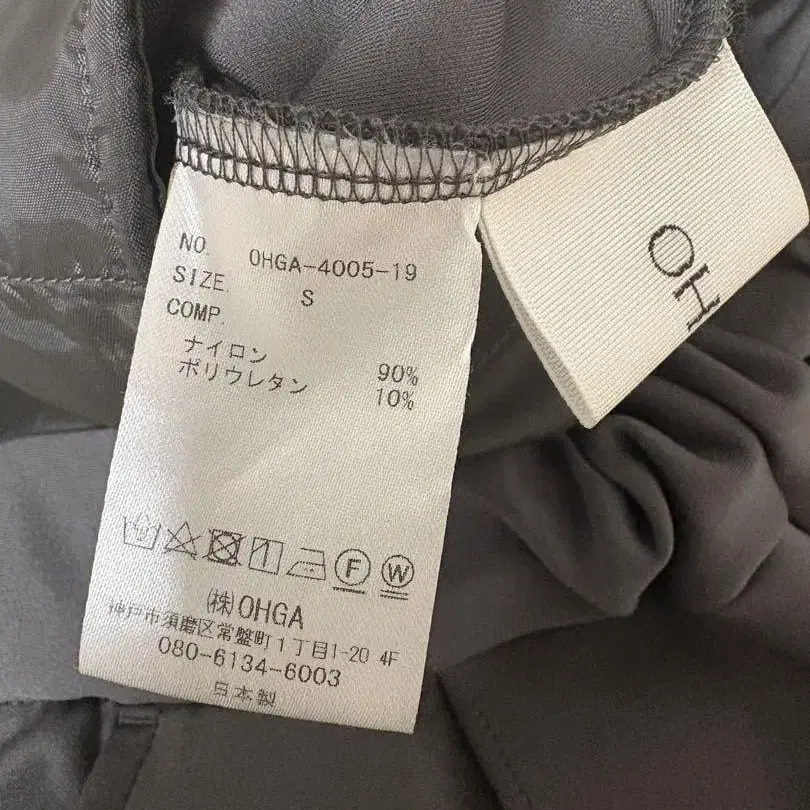 NO. OHGA-4005-19
SIZE. S
COMP.
ナイロン 90%
ポリウレタン 10%
F W
㈱OHGA
神戸市須磨区常盤町1丁目1-20 4F
080-6134-6003
日本製
OH